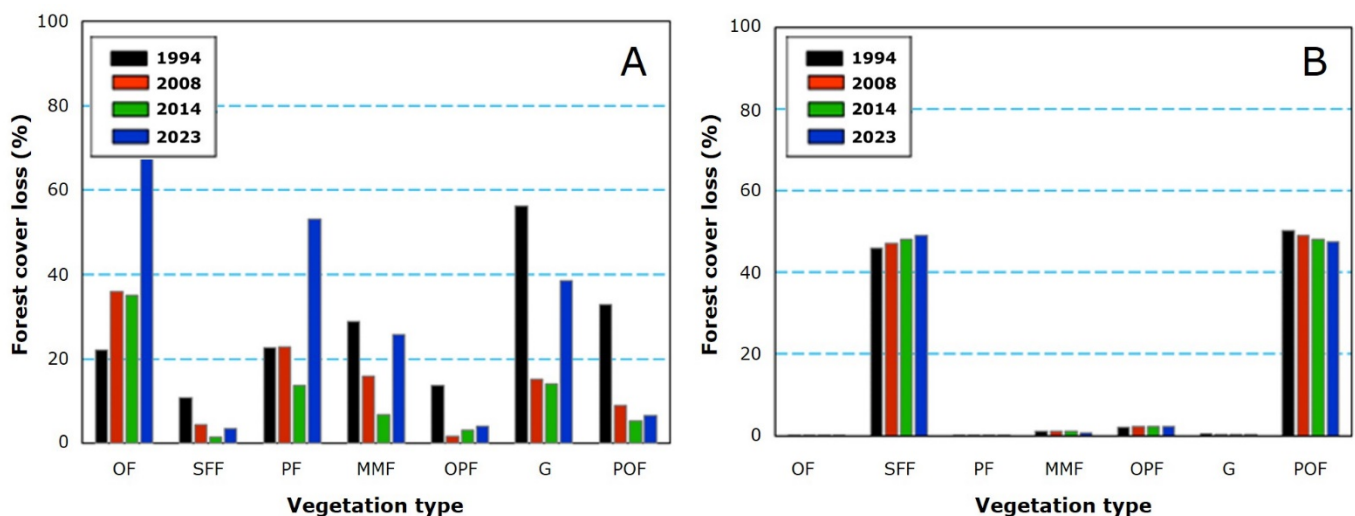 A
1994
2008
2014
2023
Forest cover loss (%)
100
80
60
40
20
0
OF SFF PF MMF OPF G POF
Vegetation type
B
1994
2008
2014
2023
Forest cover loss (%)
100
80
60
40
20
0
OF SFF PF MMF OPF G POF
Vegetation type